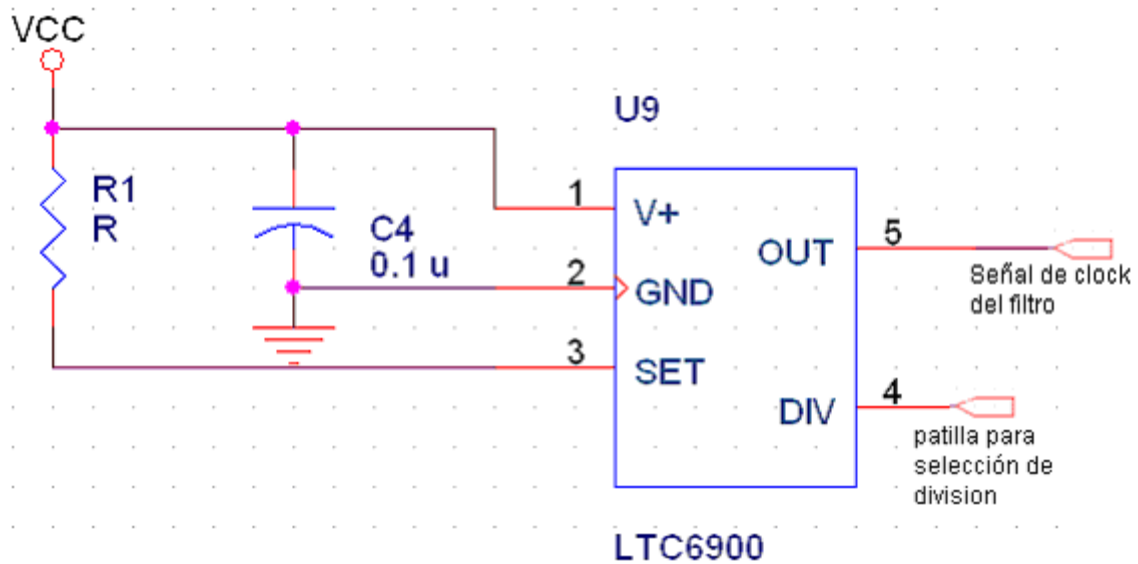 VCC
U9
R1
R
C4
0.1 u
1
V+
2
GND
3
SET
OUT
5
Señal de clock
del filtro
DIV
4
patilla para
selección de
division
LTC6900